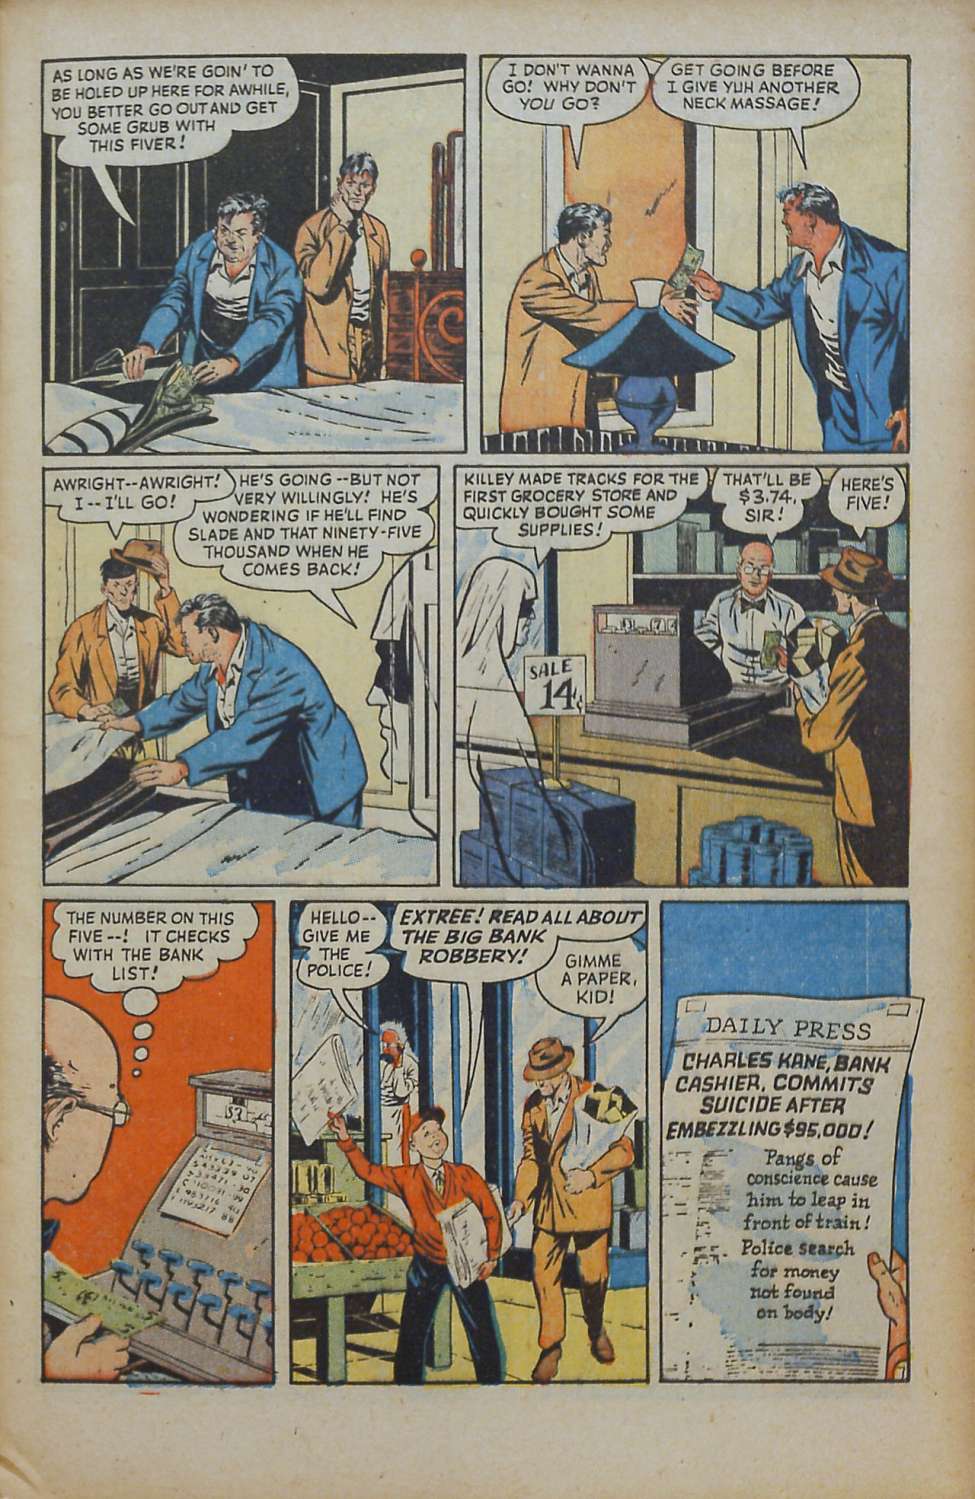 AS LONG AS WE'RE GOIN' TO
BE HOLED UP HERE FOR AWHILE,
YOU BETTER GO OUT AND GET
SOME GRUB WITH
THIS FIVER!
I DON'T WANNA
GO! WHY DON'T
YOU GO?
GET GOING BEFORE
I GIVE YUH ANOTHER
NECK MASSAGE!
AWRIGHT--AWRIGHT!
I--I'LL GO!
HE'S GOING--BUT NOT
VERY WILLINGLY! HE'S
WONDERING IF HE'LL FIND
SLADE AND THAT NINETY-FIVE
THOUSAND WHEN HE
COMES BACK!
KILLEY MADE TRACKS FOR THE
FIRST GROCERY STORE AND
QUICKLY BOUGHT SOME
SUPPLIES!
THAT'LL BE
$3.74,
SIR!
HERE'S
FIVE!
SALE
14¢
THE NUMBER ON THIS
FIVE--! IT CHECKS
WITH THE BANK
LIST!
HELLO--
GIVE ME
THE
POLICE!
EXTREE! READ ALL ABOUT
THE BIG BANK
ROBBERY!
GIMME
A PAPER,
KID!
DAILY PRESS
CHARLES KANE, BANK
CASHIER, COMMITS
SUICIDE AFTER
EMBEZZLING $95,000!
Pangs of
conscience cause
him to leap in
front of train!
Police search
for money
not found
on body!
7